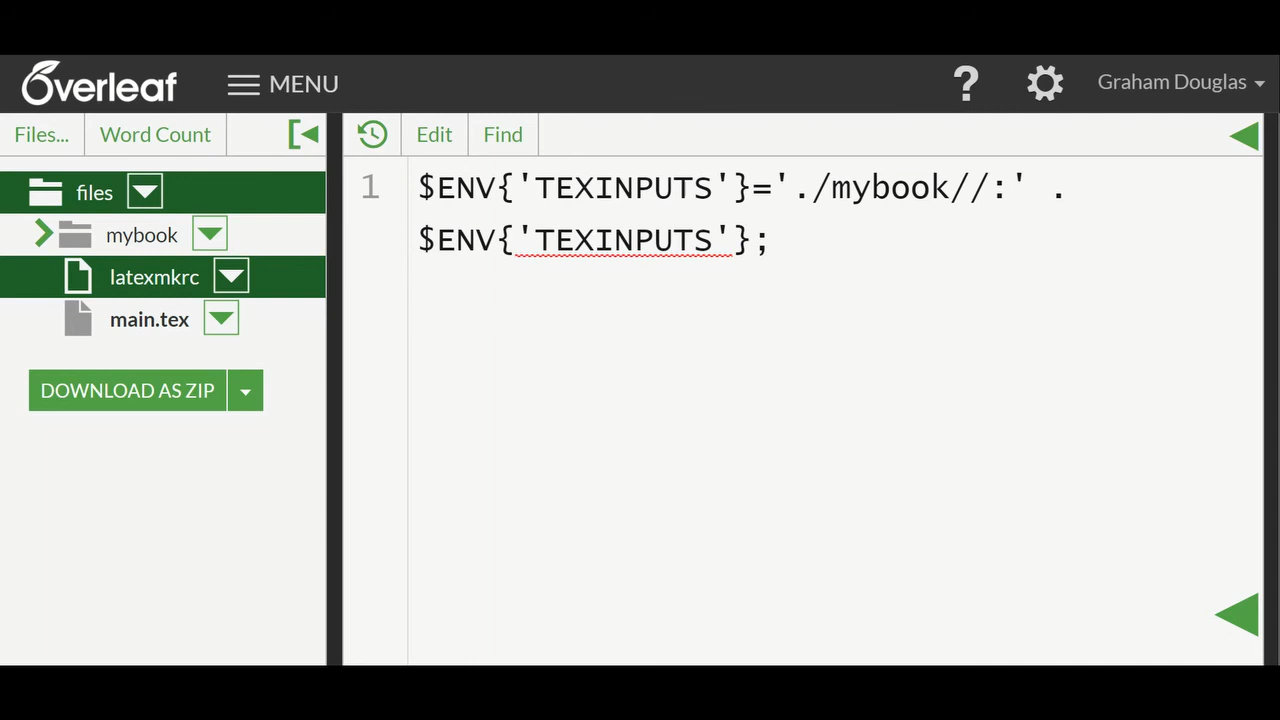 Overleaf
MENU
?
Graham Douglas
Files...
Word Count
Edit
Find
files
mybook
latexmkrc
main.tex
DOWNLOAD AS ZIP
1
$ENV{'TEXINPUTS'}='./mybook//:' .
$ENV{'TEXINPUTS'};